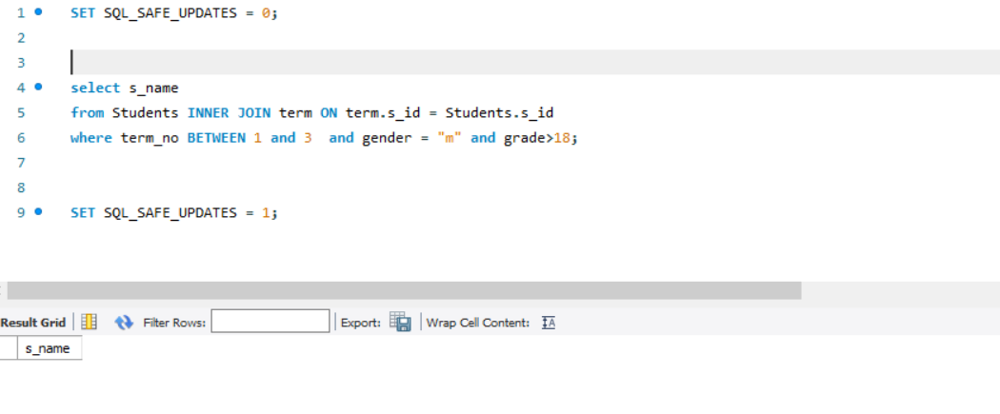 1 SET SQL_SAFE_UPDATES = 0;
2
3
4 select s_name
5 from Students INNER JOIN term ON term.s_id = Students.s_id
6 where term_no BETWEEN 1 and 3  and gender = "m" and grade>18;
7
8
9 SET SQL_SAFE_UPDATES = 1;
Result Grid Filter Rows: Export: Wrap Cell Content: IA
s_name